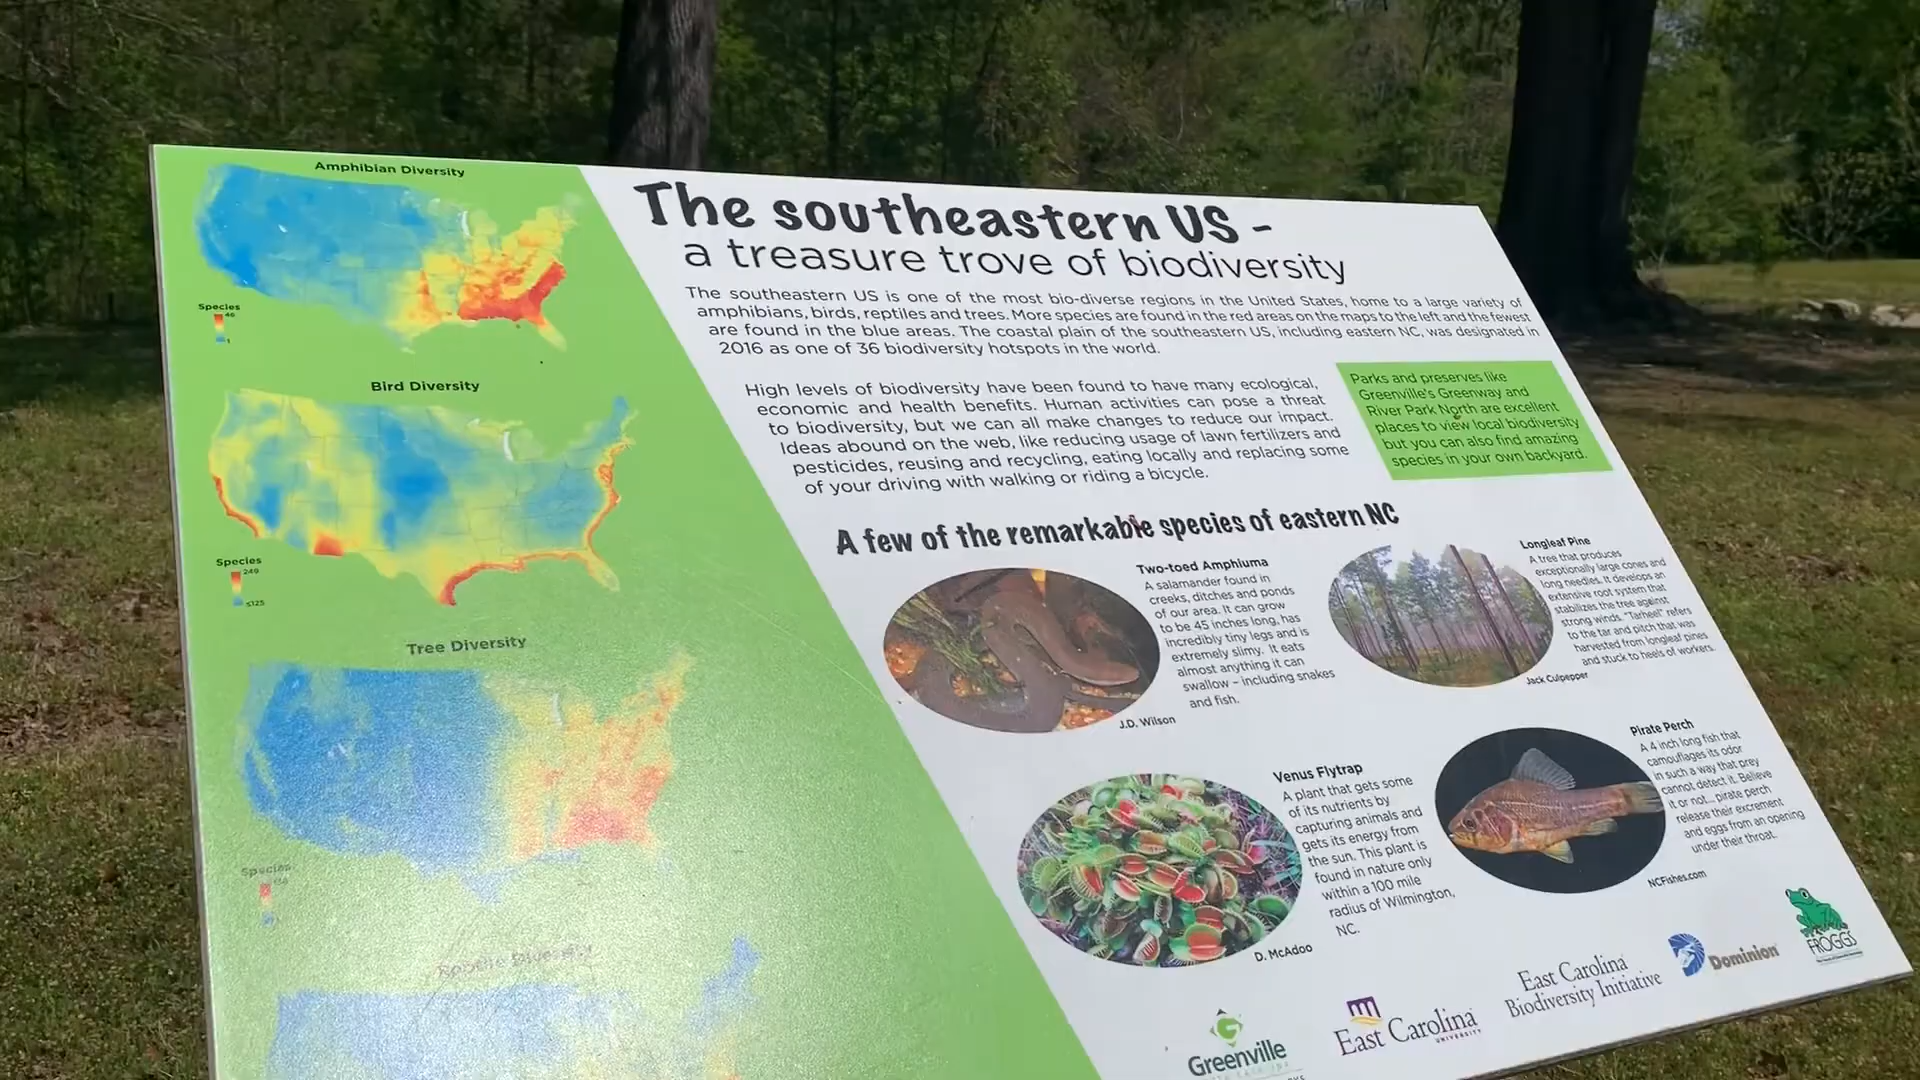 Amphibian Diversity
Species
46
1
Bird Diversity
Species
249
≤125
Tree Diversity
Species
Diversity
The southeastern US -
a treasure trove of biodiversity
The southeastern US is one of the most bio-diverse regions in the United States, home to a large variety of
amphibians, birds, reptiles and trees. More species are found in the red areas on the maps to the left and the fewest
are found in the blue areas. The coastal plain of the southeastern US, including eastern NC, was designated in
2016 as one of 36 biodiversity hotspots in the world.
High levels of biodiversity have been found to have many ecological,
economic and health benefits. Human activities can pose a threat
to biodiversity, but we can all make changes to reduce our impact.
Ideas abound on the web, like reducing usage of lawn fertilizers and
pesticides, reusing and recycling, eating locally and replacing some
of your driving with walking or riding a bicycle.
Parks and preserves like
Greenville's Greenway and
River Park North are excellent
places to view local biodiversity
but you can also find amazing
species in your own backyard.
A few of the remarkable species of eastern NC
Two-toed Amphiuma
A salamander found in
creeks, ditches and ponds
of our area. It can grow
to be 45 inches long, has
incredibly tiny legs and is
extremely slimy. It eats
almost anything it can
swallow – including snakes
and fish.
J.D. Wilson
Longleaf Pine
A tree that produces
exceptionally large cones and
long needles. It develops an
extensive root system that
stabilizes the tree against
strong winds. "Tarheel" refers
to the tar and pitch that was
harvested from longleaf pines
and stuck to heels of workers.
Jack Culpepper
Venus Flytrap
A plant that gets some
of its nutrients by
capturing animals and
gets its energy from
the sun. This plant is
found in nature only
within a 100 mile
radius of Wilmington,
NC.
D. McAdoo
Pirate Perch
A 4 inch long fish that
camouflages its odor
in such a way that prey
cannot detect it. Believe
it or not... pirate perch
release their excrement
and eggs from an opening
under their throat.
NCFishes.com
Greenville
East Carolina
UNIVERSITY
East Carolina
Biodiversity Initiative
Dominion
FROGGS